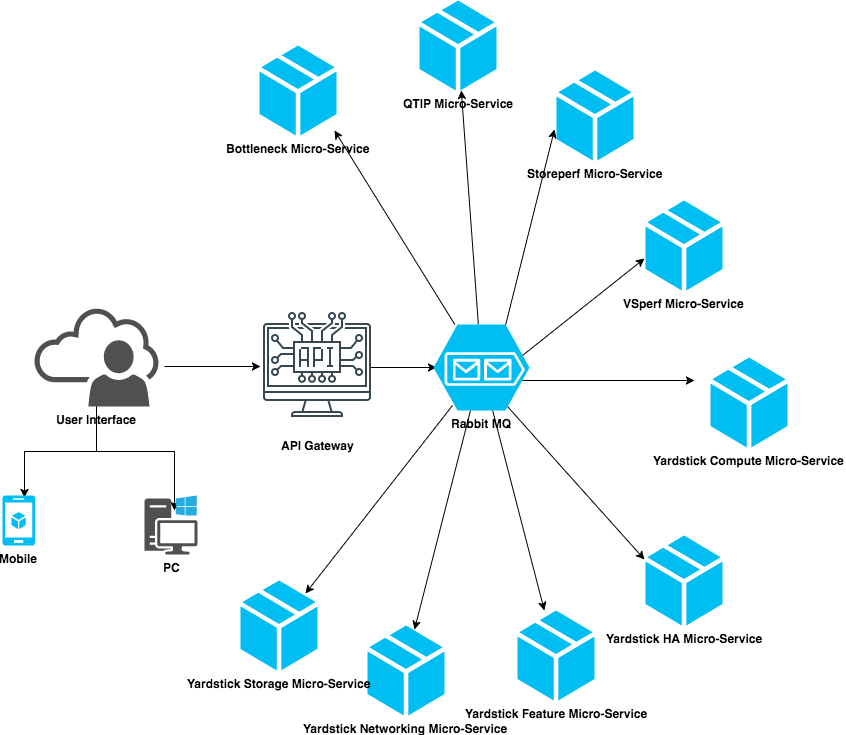 QTIP Micro-Service
Bottleneck Micro-Service
Storeperf Micro-Service
VSperf Micro-Service
API
User Interface
Rabbit MQ
API Gateway
Yardstick Compute Micro-Service
Mobile
PC
Yardstick HA Micro-Service
Yardstick Storage Micro-Service
Yardstick Feature Micro-Service
Yardstick Networking Micro-Service